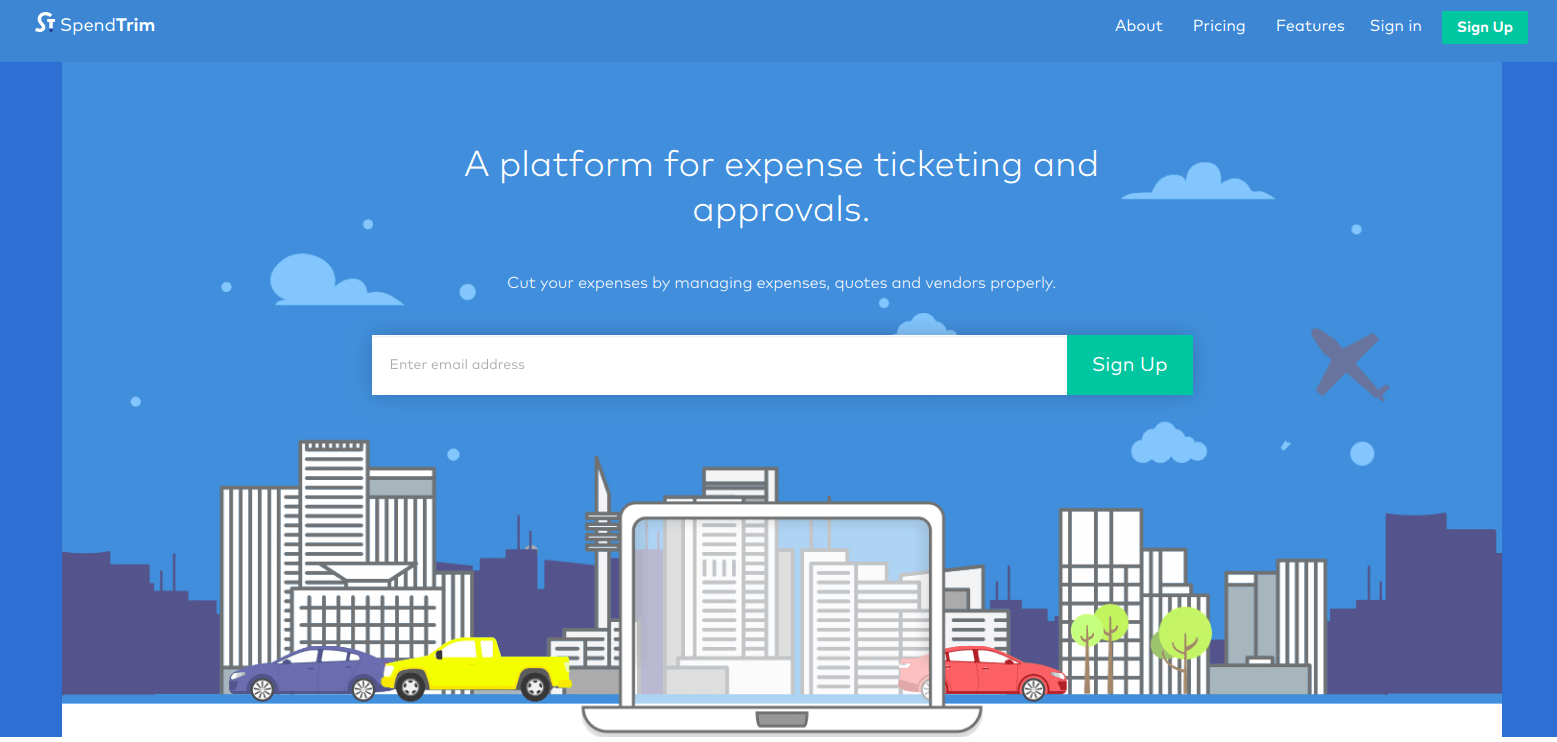 ST SpendTrim
About Pricing Features Sign in Sign Up
A platform for expense ticketing and
approvals.
Cut your expenses by managing expenses, quotes and vendors properly.
Enter email address Sign Up